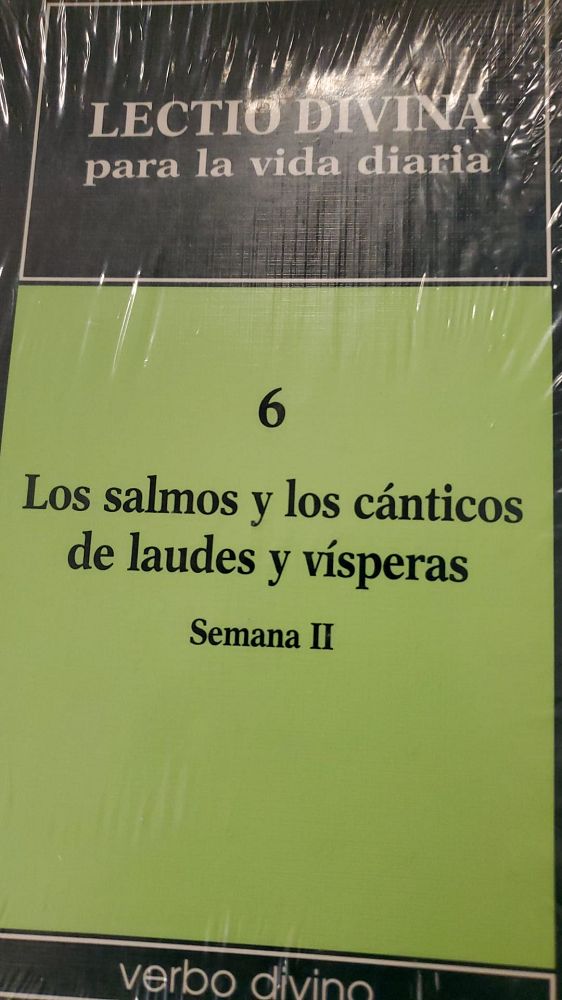 LECTIO DIVINA
para la vida diaria
6
Los salmos y los cánticos
de laudes y vísperas
Semana II
verbo divino